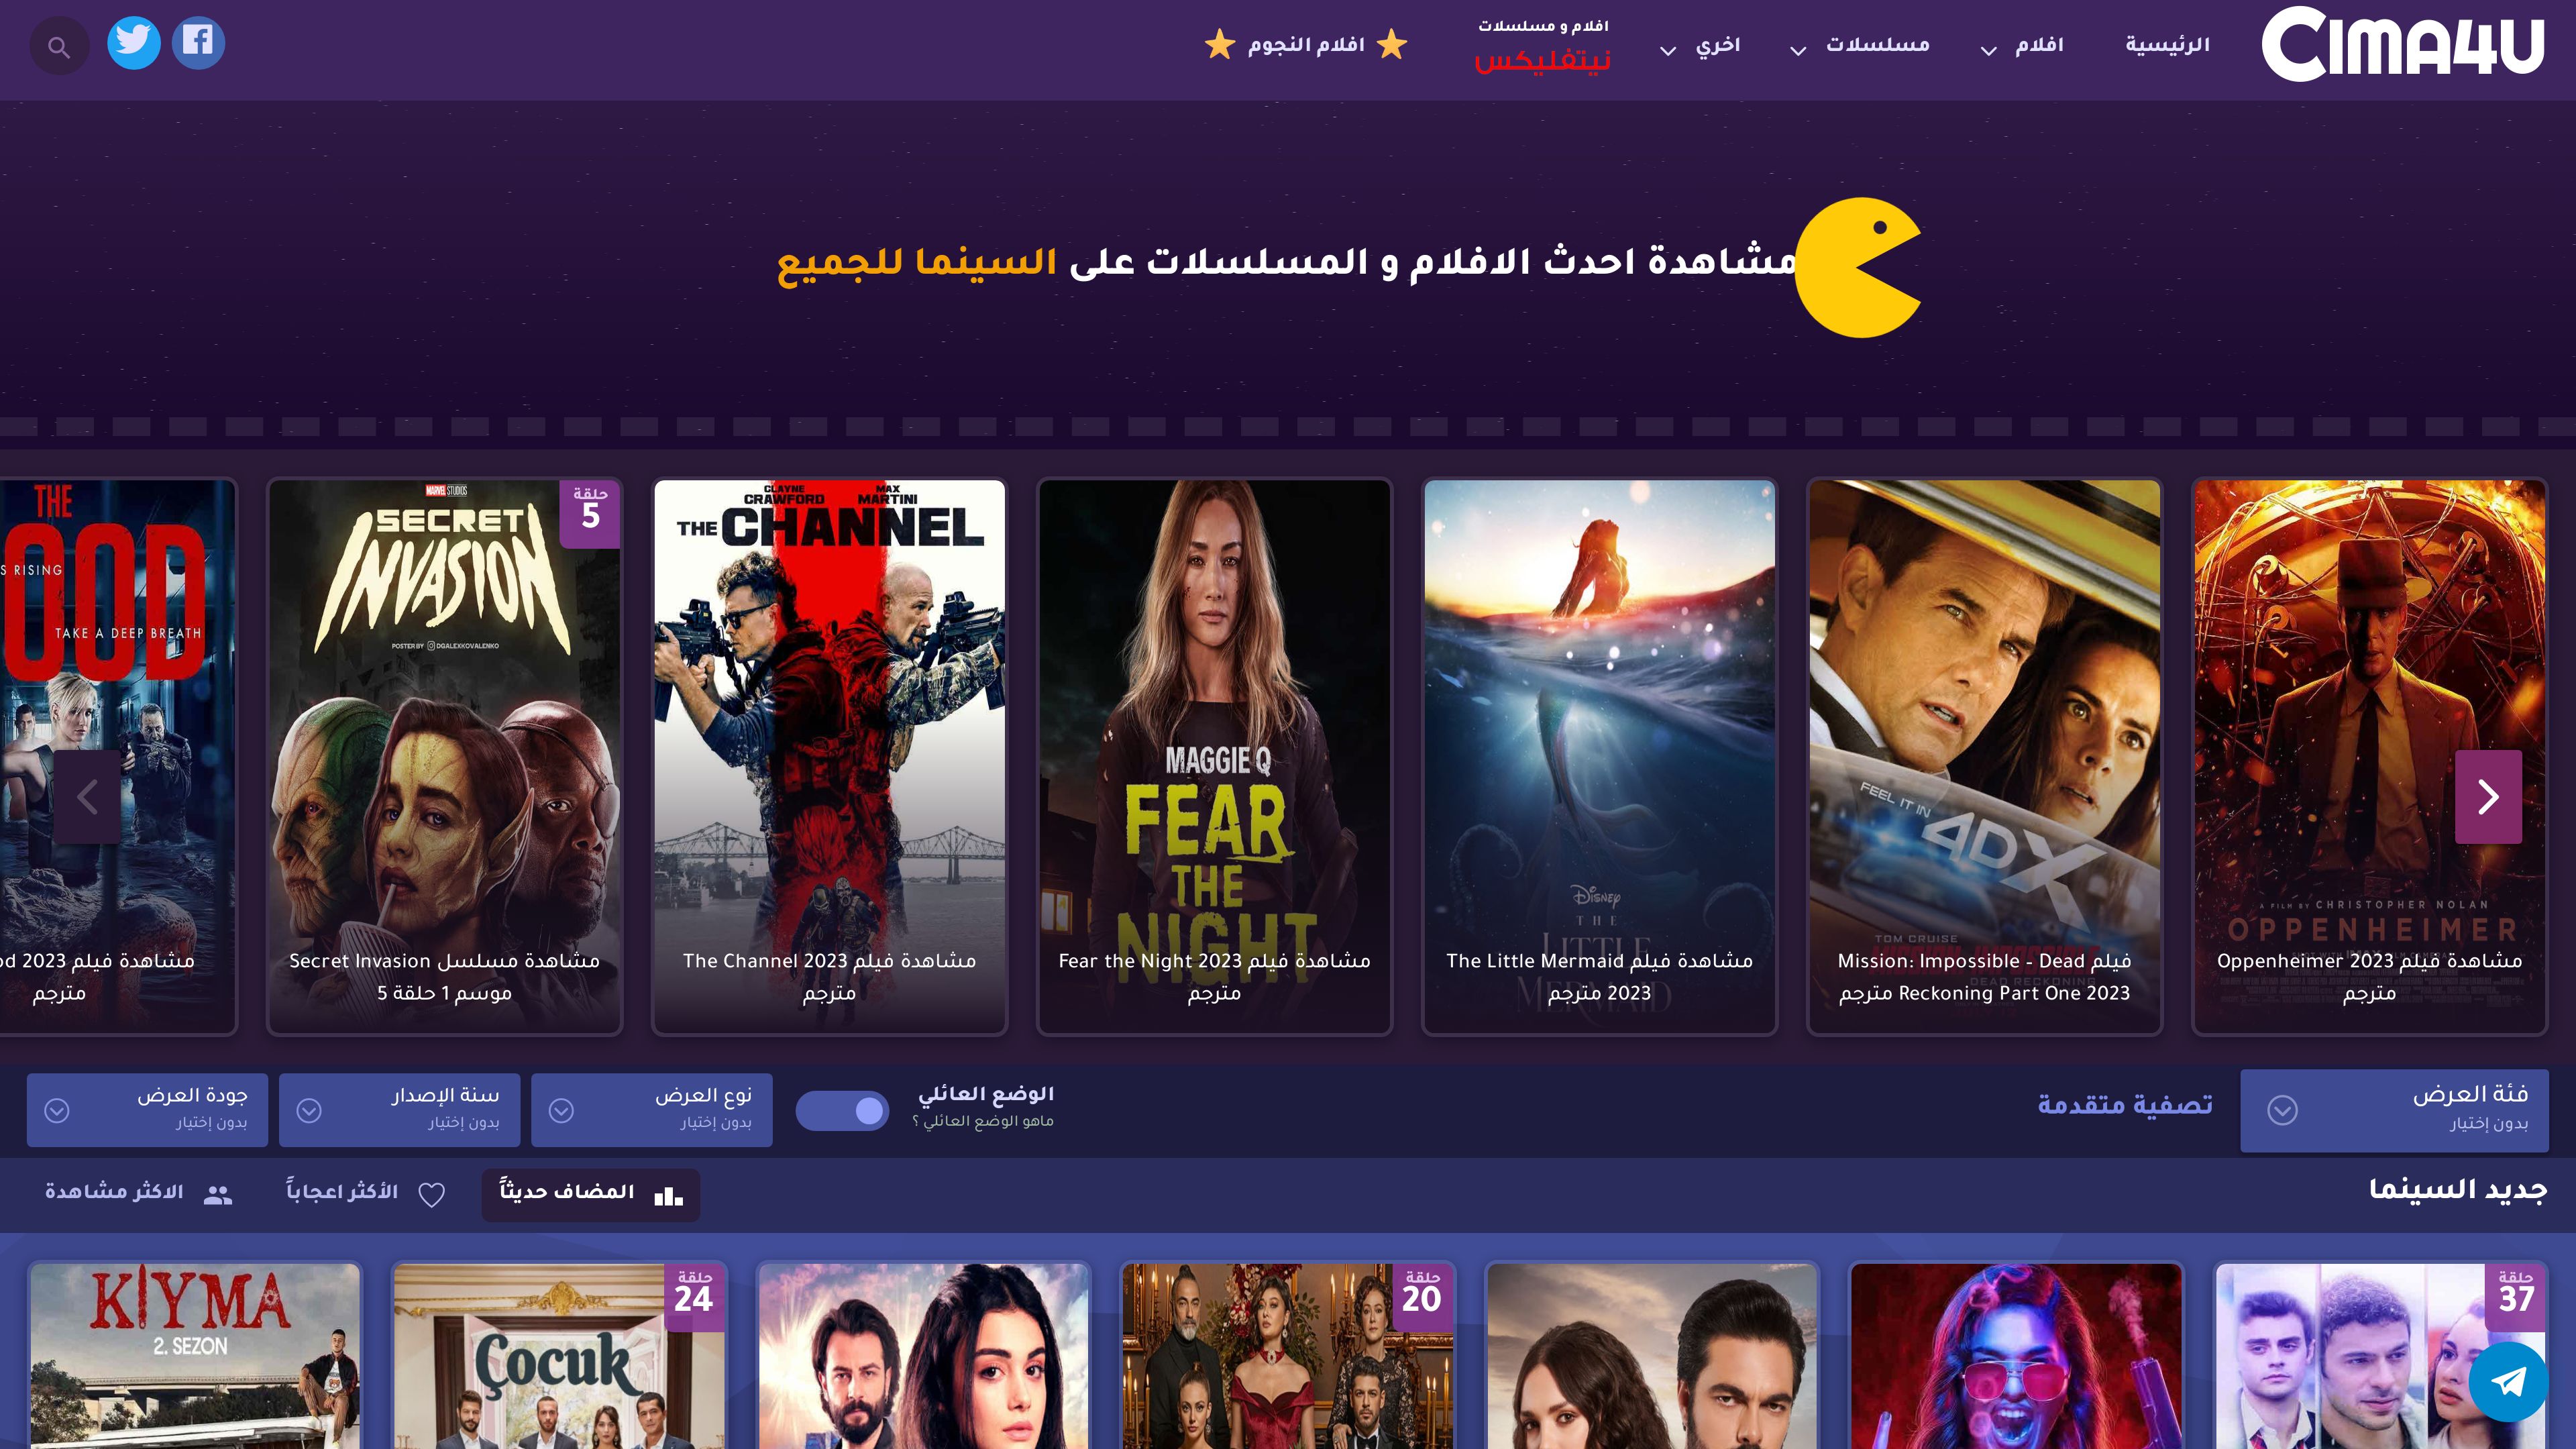 CIMA4U
الرئيسية
افلام
مسلسلات
اخري
افلام و مسلسلات
نيتفليكس
افلام النجوم
مشاهدة احدث الافلام و المسلسلات على السينما للجميع
A FILM BY CHRISTOPHER NOLAN
OPPENHEIMER
مشاهدة فيلم Oppenheimer 2023
مترجم
FEEL IT IN
4DX
TOM CRUISE
DEAD RECKONING
فيلم Mission: Impossible - Dead
Reckoning Part One 2023 مترجم
DISNEY
THE
LITTLE
MERMAID
مشاهدة فيلم The Little Mermaid
2023 مترجم
MAGGIE Q
FEAR
THE
NIGHT
مشاهدة فيلم Fear the Night 2023
مترجم
CLAYNE
CRAWFORD
MAX
MARTINI
THE CHANNEL
مشاهدة فيلم The Channel 2023
مترجم
حلقة
5
MARVEL STUDIOS
SECRET
INVASION
POSTER BY DGALEXKOVALENKO
مشاهدة مسلسل Secret Invasion
موسم 1 حلقة 5
THE
OOD
S RISING
TAKE A DEEP BREATH
مشاهدة فيلم od 2023
مترجم
فئة العرض
بدون إختيار
تصفية متقدمة
الوضع العائلي
ماهو الوضع العائلي ؟
نوع العرض
بدون إختيار
سنة الإصدار
بدون إختيار
جودة العرض
بدون إختيار
جديد السينما
المضاف حديثاً
الأكثر اعجاباً
الاكثر مشاهدة
حلقة
37
حلقة
20
حلقة
24
Çocuk
KIYMA
2. SEZON